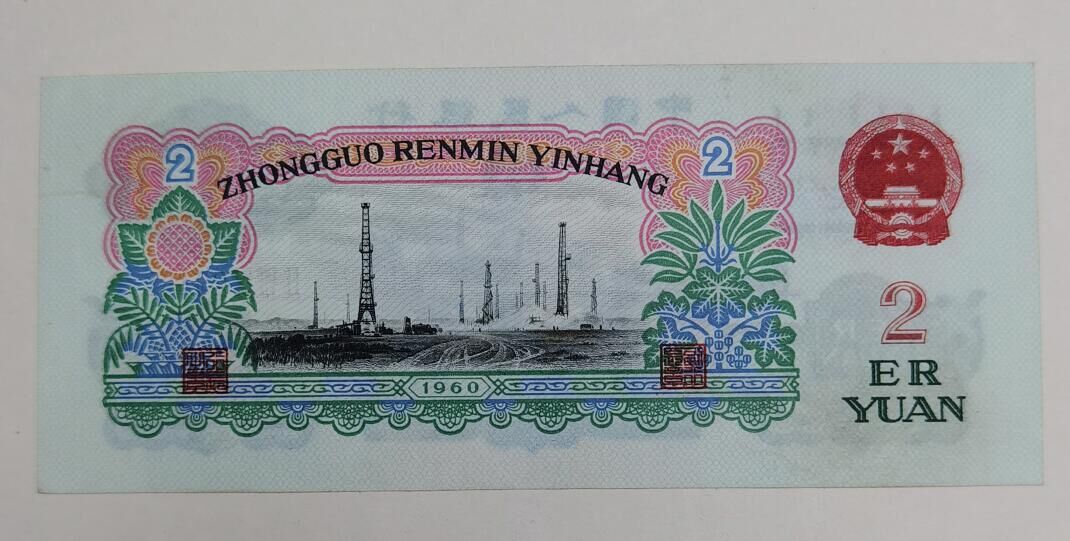 2
2
ZHONGGUO RENMIN YINHANG
1960
2
ER
YUAN